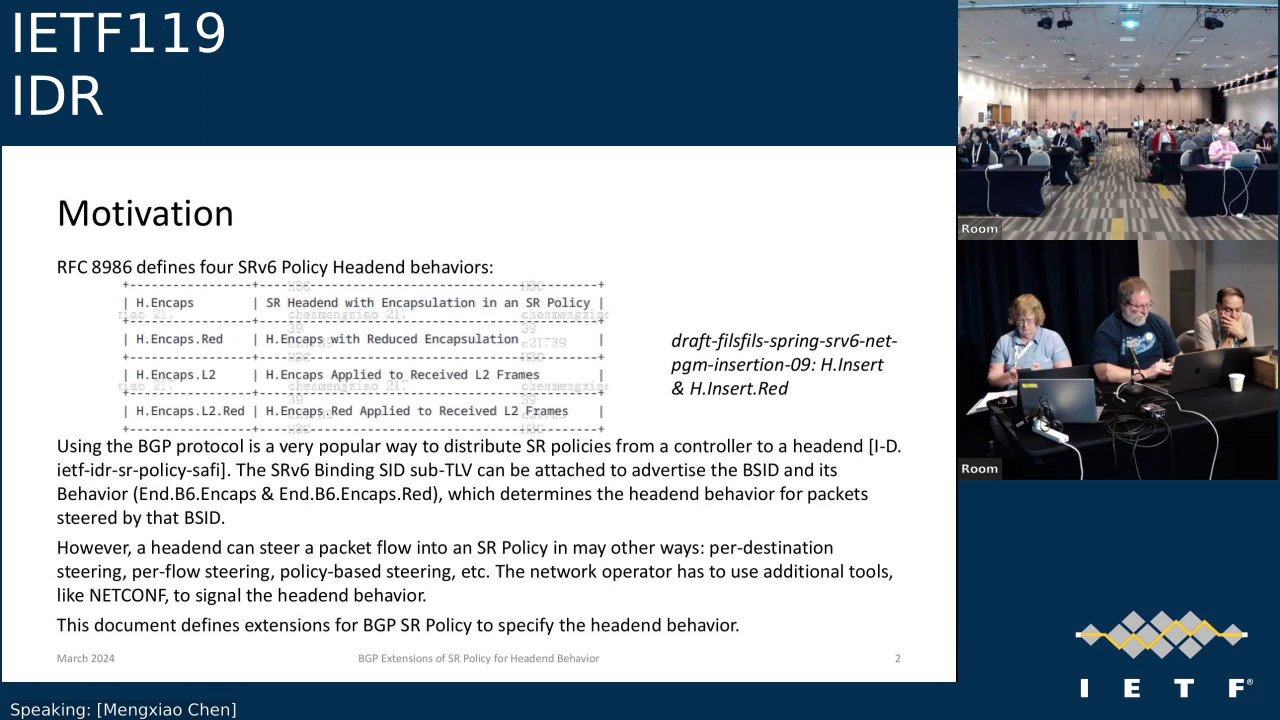 IETF119
IDR
Motivation
RFC 8986 defines four SRv6 Policy Headend behaviors:
| H.Encaps | SR Headend with Encapsulation in an SR Policy |
| H.Encaps.Red | H.Encaps with Reduced Encapsulation |
| H.Encaps.L2 | H.Encaps Applied to Received L2 Frames |
| H.Encaps.L2.Red | H.Encaps.Red Applied to Received L2 Frames |
draft-filsfils-spring-srv6-net-
pgm-insertion-09: H.Insert
& H.Insert.Red
Using the BGP protocol is a very popular way to distribute SR policies from a controller to a headend [I-D.
ietf-idr-sr-policy-safi]. The SRv6 Binding SID sub-TLV can be attached to advertise the BSID and its
Behavior (End.B6.Encaps & End.B6.Encaps.Red), which determines the headend behavior for packets
steered by that BSID.
However, a headend can steer a packet flow into an SR Policy in may other ways: per-destination
steering, per-flow steering, policy-based steering, etc. The network operator has to use additional tools,
like NETCONF, to signal the headend behavior.
This document defines extensions for BGP SR Policy to specify the headend behavior.
March 2024
BGP Extensions of SR Policy for Headend Behavior
2
Speaking: [Mengxiao Chen]
Room
Room
IETF®